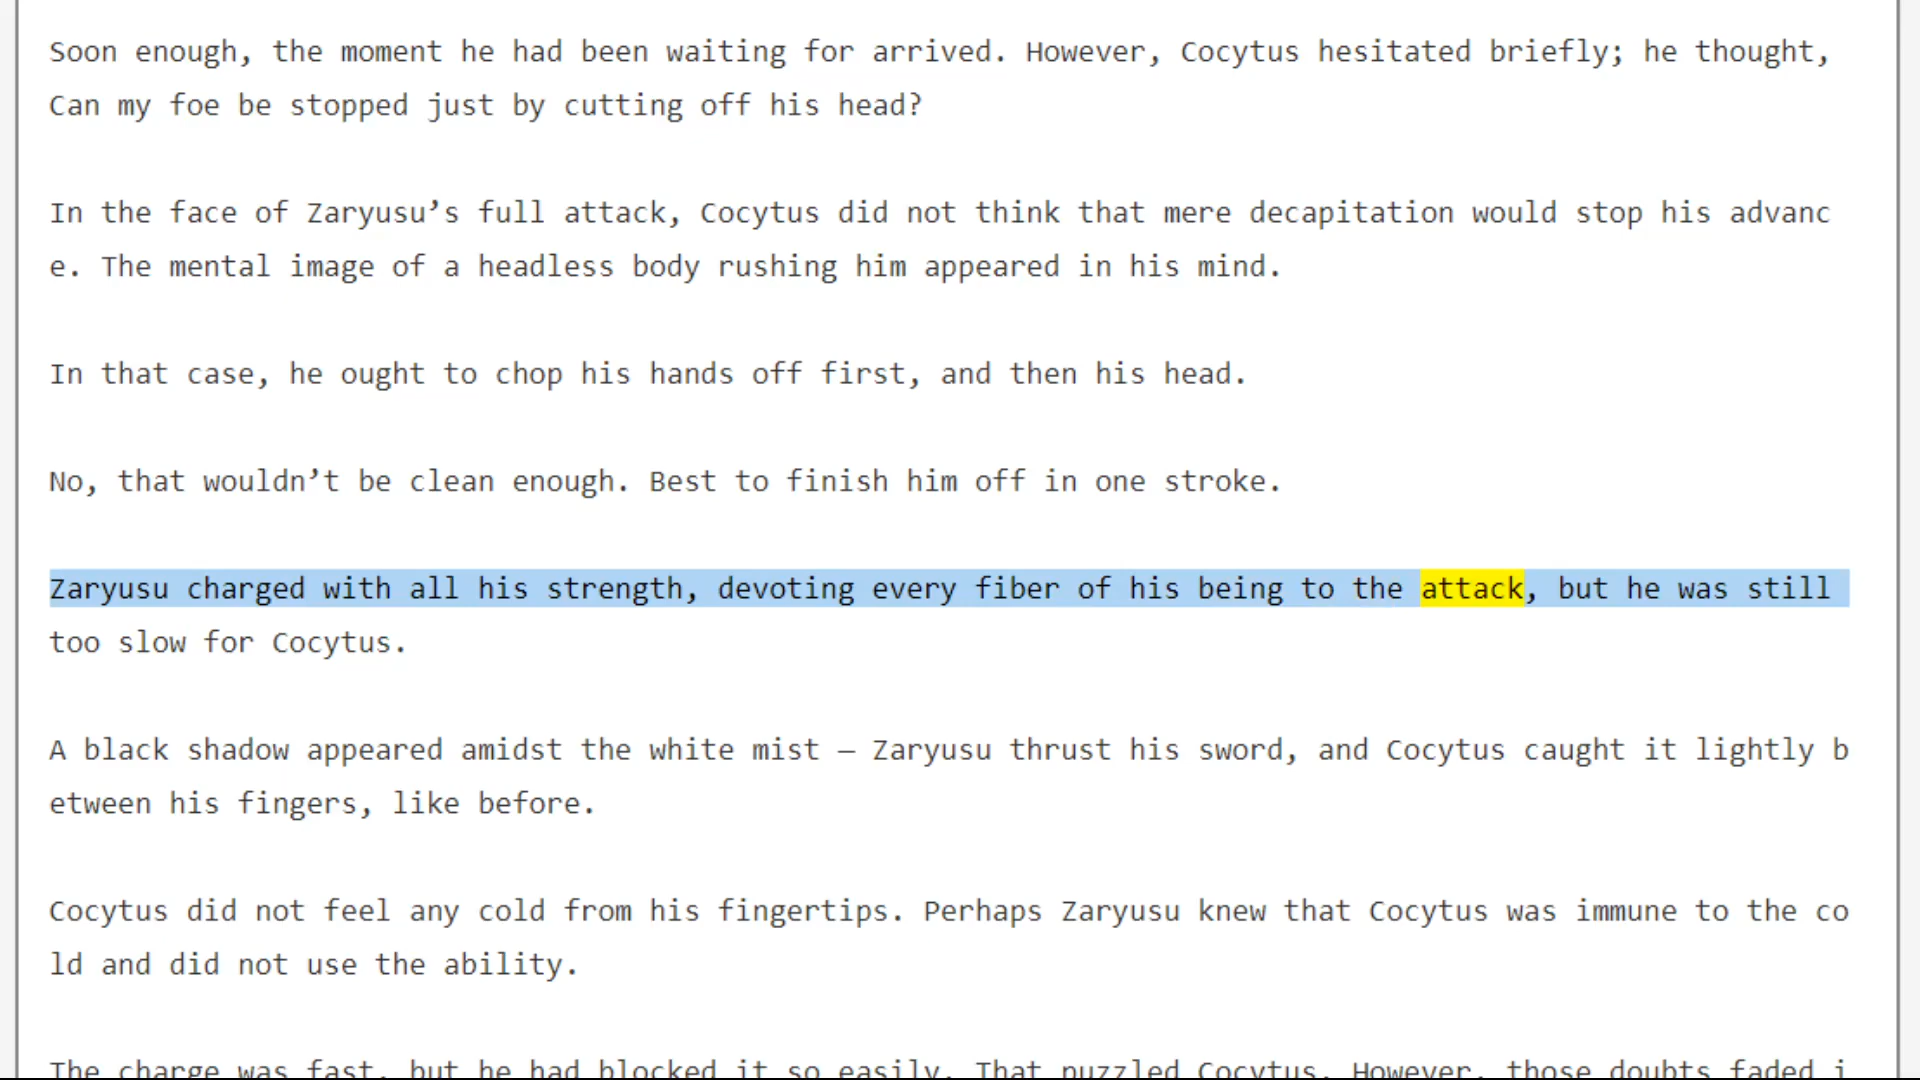 Soon enough, the moment he had been waiting for arrived. However, Cocytus hesitated briefly; he thought,
Can my foe be stopped just by cutting off his head?
In the face of Zaryusu’s full attack, Cocytus did not think that mere decapitation would stop his advanc
e. The mental image of a headless body rushing him appeared in his mind.
In that case, he ought to chop his hands off first, and then his head.
No, that wouldn’t be clean enough. Best to finish him off in one stroke.
Zaryusu charged with all his strength, devoting every fiber of his being to the attack, but he was still
too slow for Cocytus.
A black shadow appeared amidst the white mist — Zaryusu thrust his sword, and Cocytus caught it lightly b
etween his fingers, like before.
Cocytus did not feel any cold from his fingertips. Perhaps Zaryusu knew that Cocytus was immune to the co
ld and did not use the ability.
The charge was fast, but he had blocked it so easily. That puzzled Cocytus. However, those doubts faded i